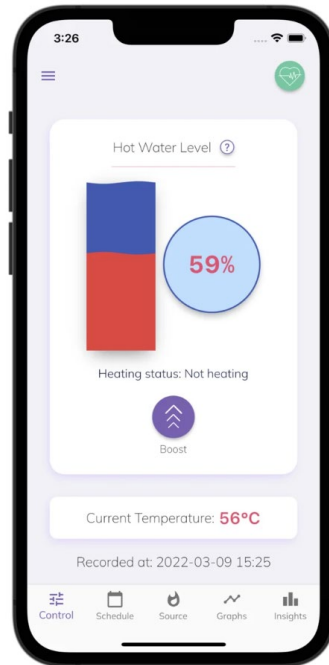 3:26
Hot Water Level ?
59%
Heating status: Not heating
Boost
Current Temperature: 56°C
Recorded at: 2022-03-09 15:25
Control Schedule Source Graphs Insights